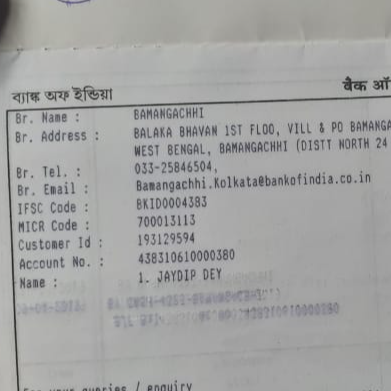 ব্যাঙ্ক অফ ইন্ডিয়া बैंक ऑ
Br. Name : BAMANGACHHI
Br. Address : BALAKA BHAVAN 1ST FLOO, VILL & PO BAMANGA
WEST BENGAL, BAMANGACHHI (DISTT NORTH 24
Br. Tel. : 033-25846504,
Br. Email : Bamangachhi.Kolkata@bankofindia.co.in
IFSC Code : BKID0004383
MICR Code : 700013113
Customer Id : 193129594
Account No. : 438310610000380
Name : 1. JAYDIP DEY
For your queries / enquiry